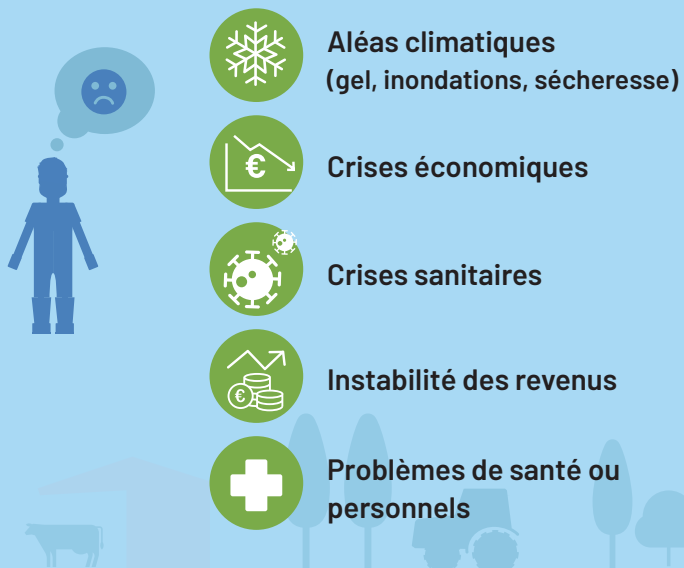 Aléas climatiques
(gel, inondations, sécheresse)
€
Crises économiques
Crises sanitaires
€
Instabilité des revenus
Problèmes de santé ou
personnels